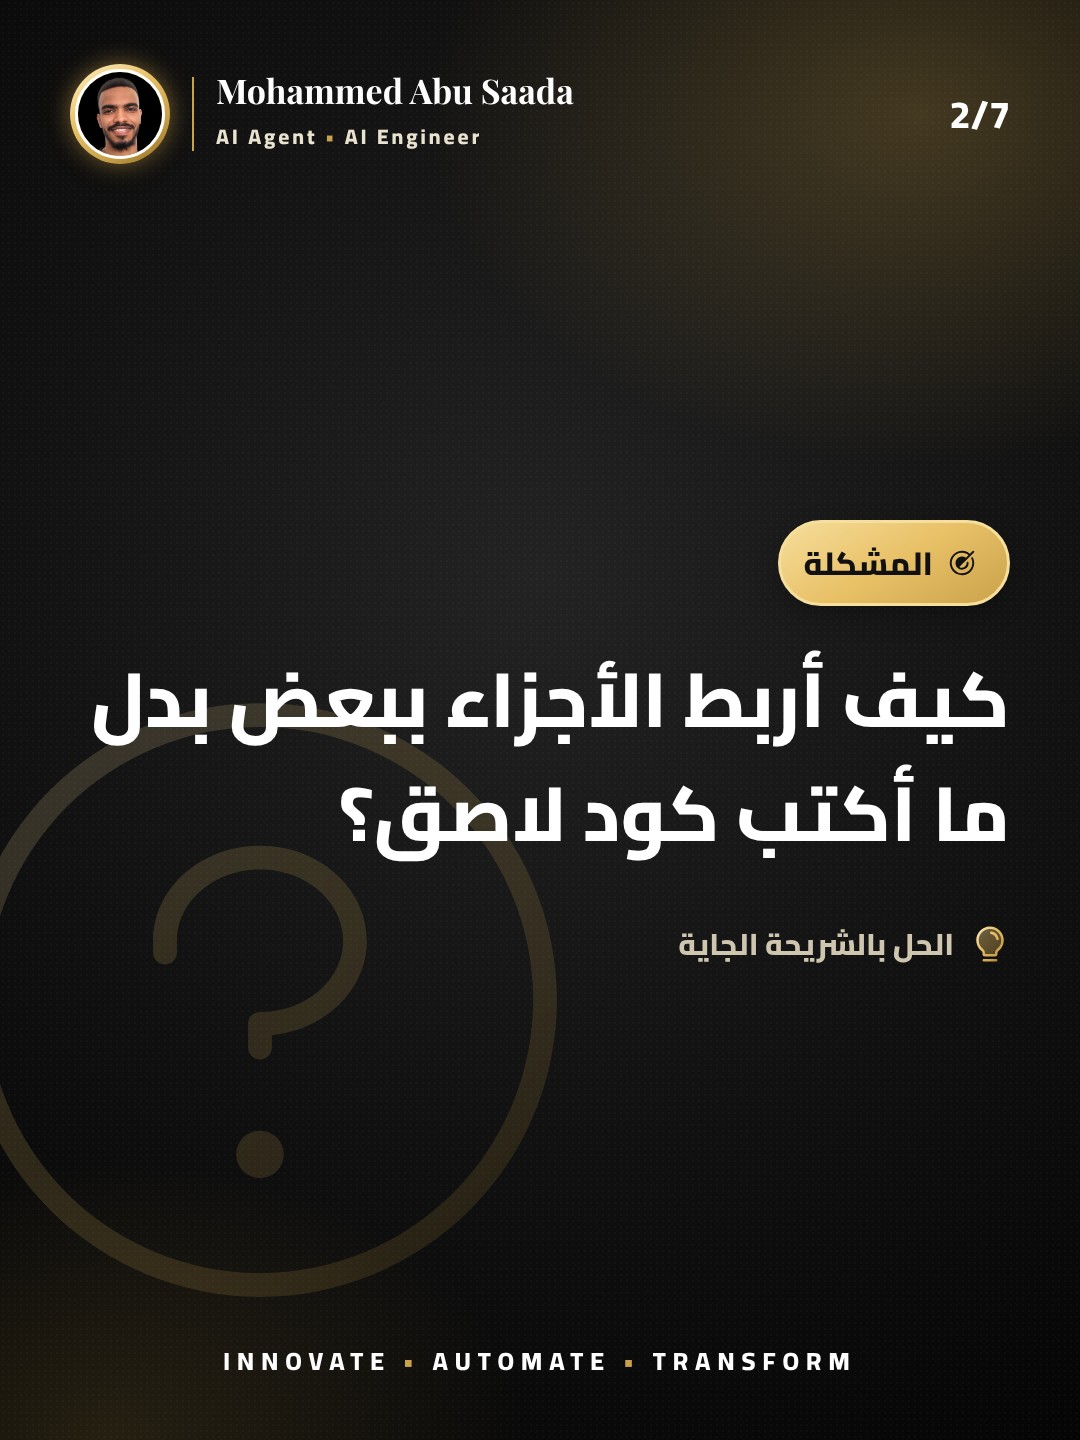 Mohammed Abu Saada
AI Agent ▪ AI Engineer
2/7
المشكلة
كيف أربط الأجزاء ببعض بدل
ما أكتب كود لاصق؟
الحل بالشريحة الجاية
INNOVATE ▪ AUTOMATE ▪ TRANSFORM